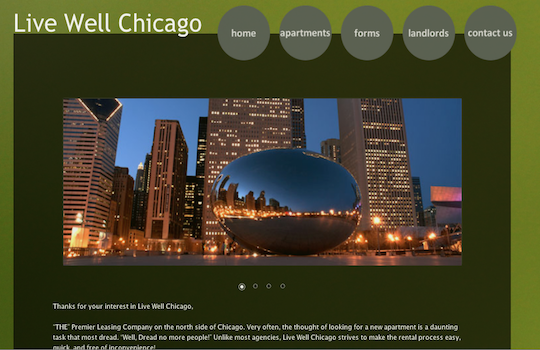 Live Well Chicago
home
apartments
forms
landlords
contact us
Thanks for your interest in Live Well Chicago,
"THE" Premier Leasing Company on the north side of Chicago. Very often, the thought of looking for a new apartment is a daunting
task that most dread. "Well, Dread no more people!" Unlike most agencies, Live Well Chicago strives to make the rental process easy,
quick, and free of inconvenience!